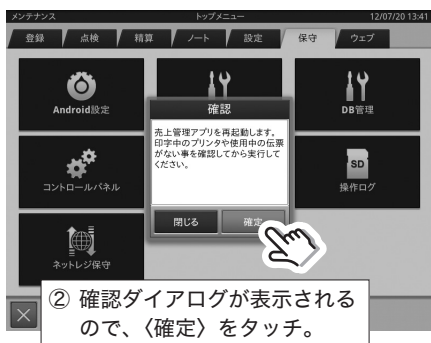 メンテナンス トップメニュー 12/07/20 13:41
登録 点検 精算 ノート 設定 保守 ウェブ
Android設定
DB管理
確認
売上管理アプリを再起動します。
印字中のプリンタや使用中の伝票
がない事を確認してから実行して
ください。
閉じる 確定
コントロールパネル
SD
操作ログ
ネットレジ保守
② 確認ダイアログが表示される
ので、〈確定〉をタッチ。